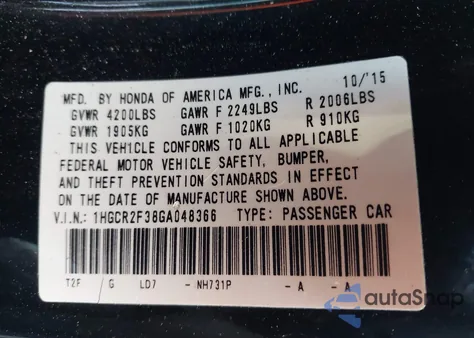 MFD. BY HONDA OF AMERICA MFG., INC. 10/'15
GVWR 4200LBS GAWR F 2249LBS R 2006LBS
GVWR 1905KG GAWR F 1020KG R 910KG
THIS VEHICLE CONFORMS TO ALL APPLICABLE
FEDERAL MOTOR VEHICLE SAFETY, BUMPER,
AND THEFT PREVENTION STANDARDS IN EFFECT
ON THE DATE OF MANUFACTURE SHOWN ABOVE.
V.I.N.: 1HGCR2F38GA048366 TYPE: PASSENGER CAR
T2F G LD7 - NH731P - A - A
autaSnap